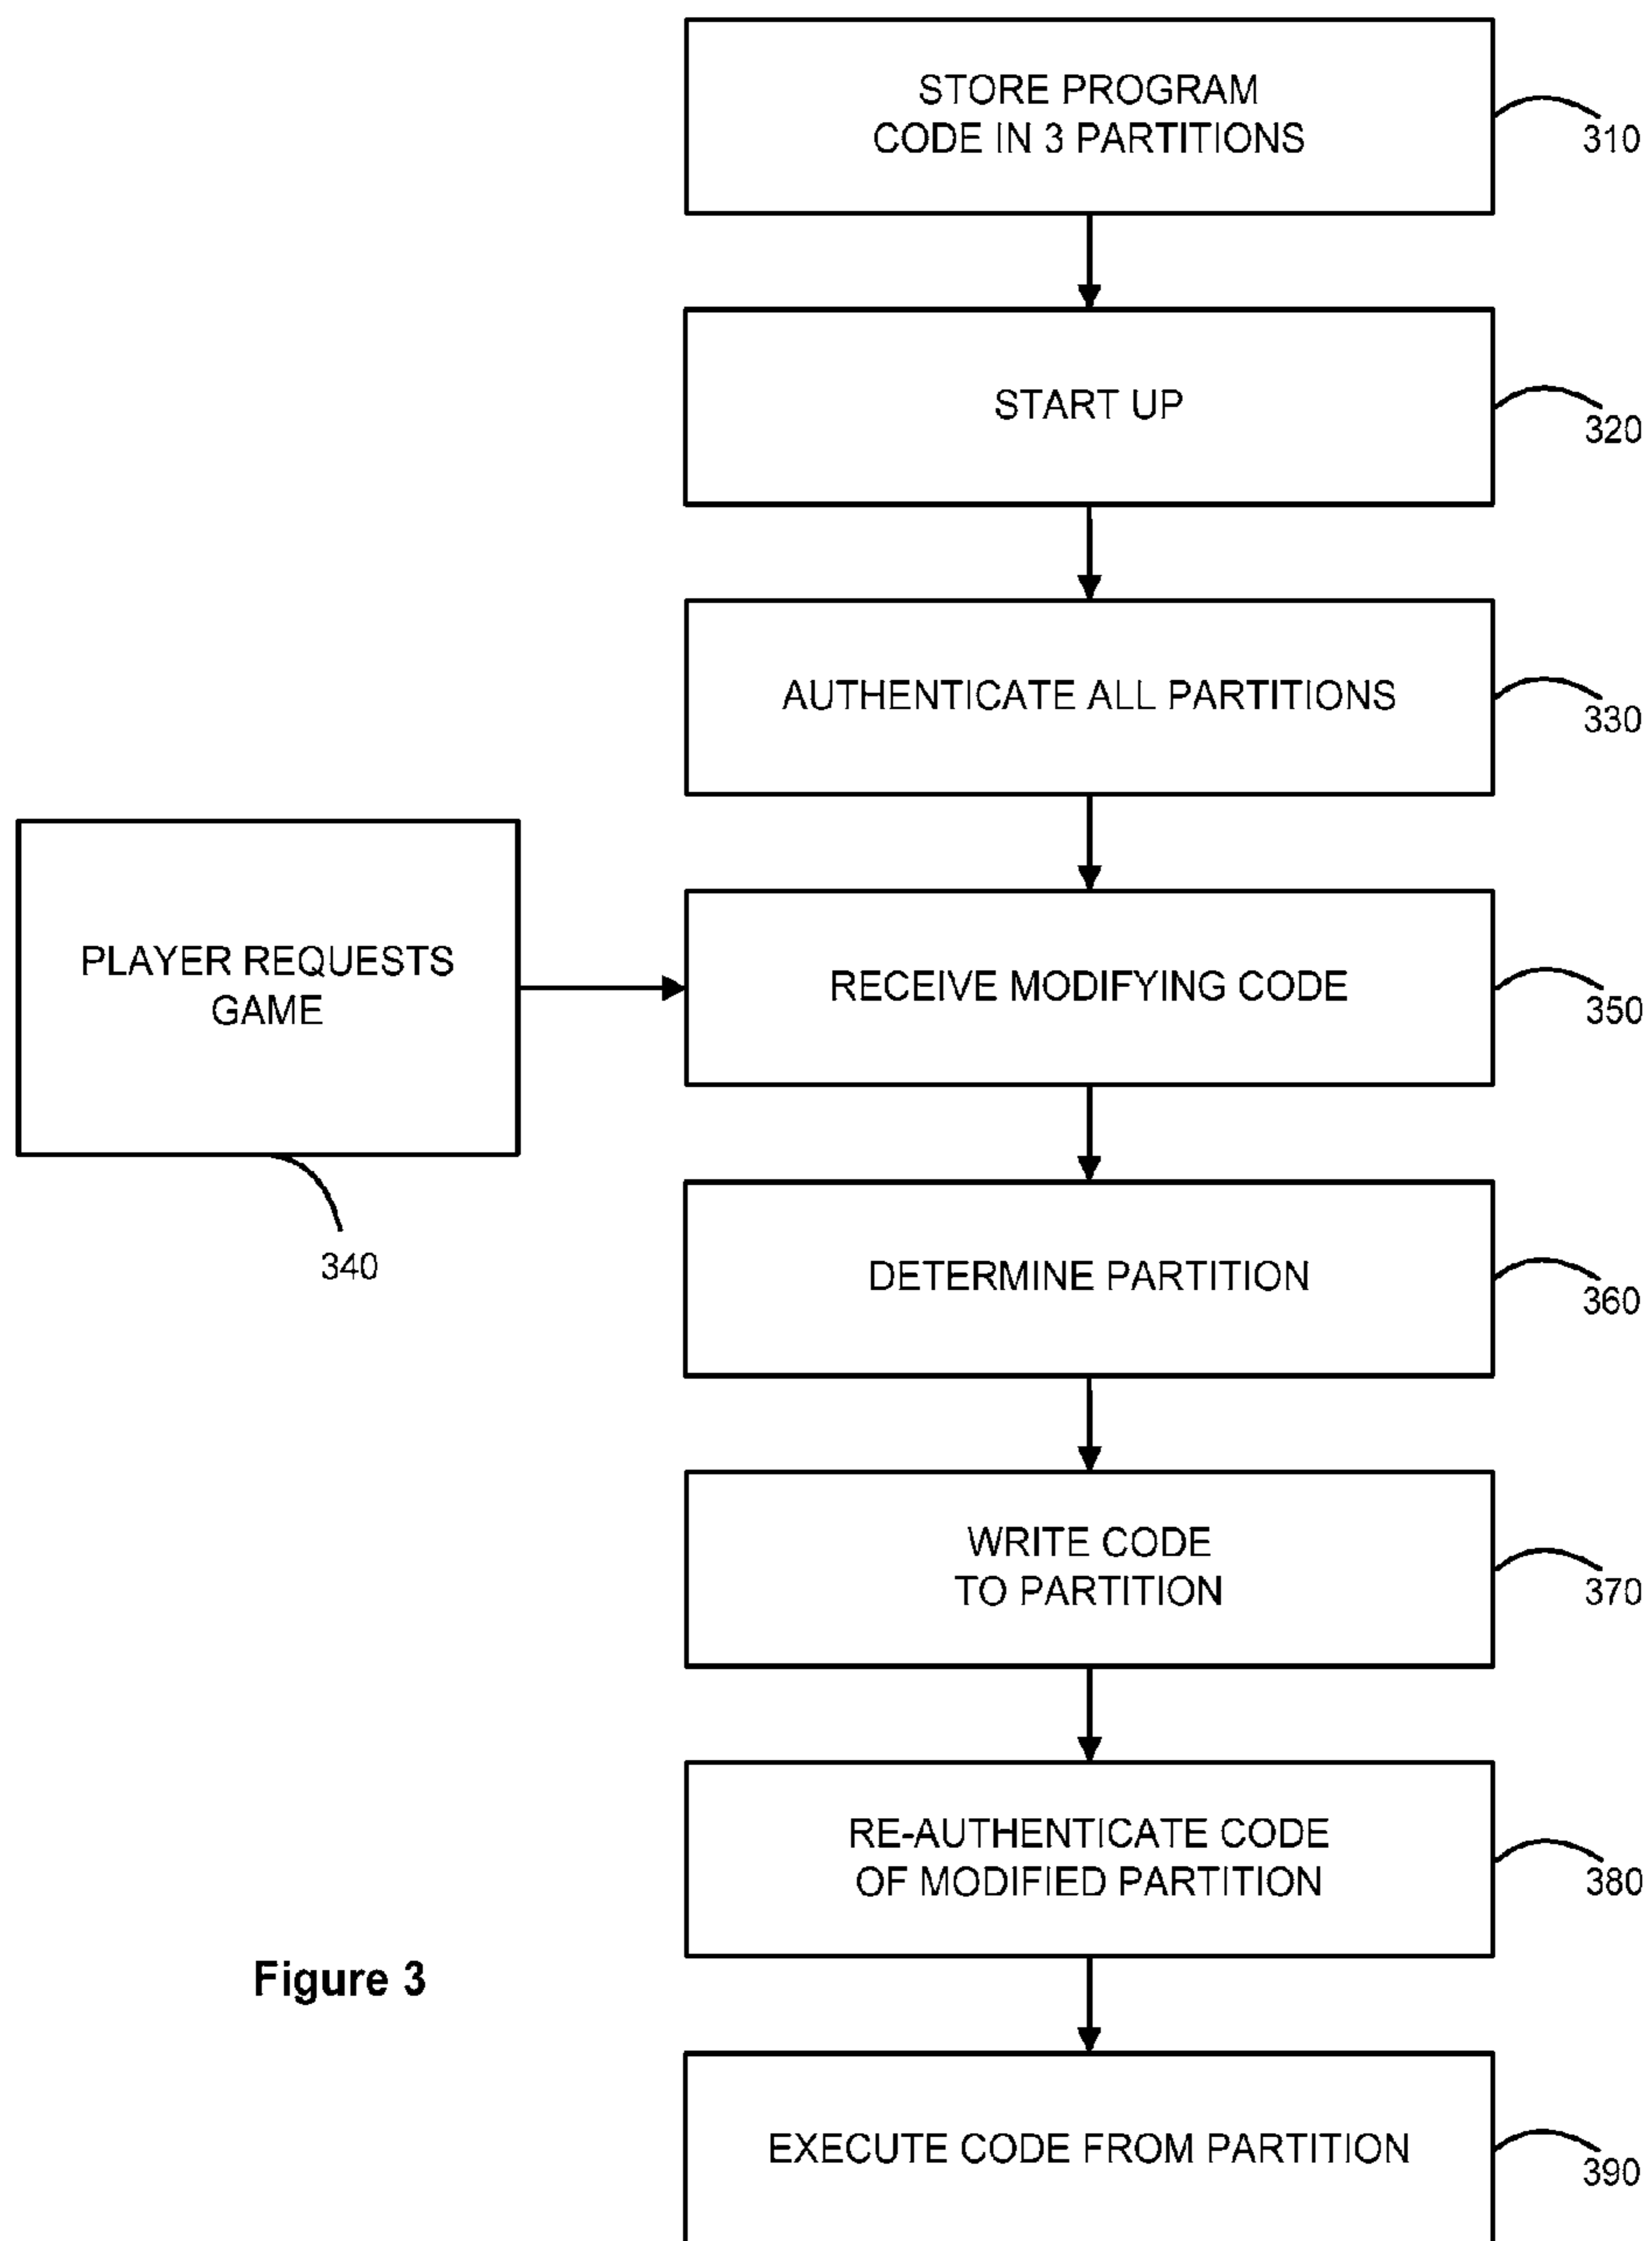 STORE PROGRAM
CODE IN 3 PARTITIONS
310
START UP
320
AUTHENTICATE ALL PARTITIONS
330
PLAYER REQUESTS
GAME
340
RECEIVE MODIFYING CODE
350
DETERMINE PARTITION
360
WRITE CODE
TO PARTITION
370
RE-AUTHENTICATE CODE
OF MODIFIED PARTITION
380
Figure 3
EXECUTE CODE FROM PARTITION
390